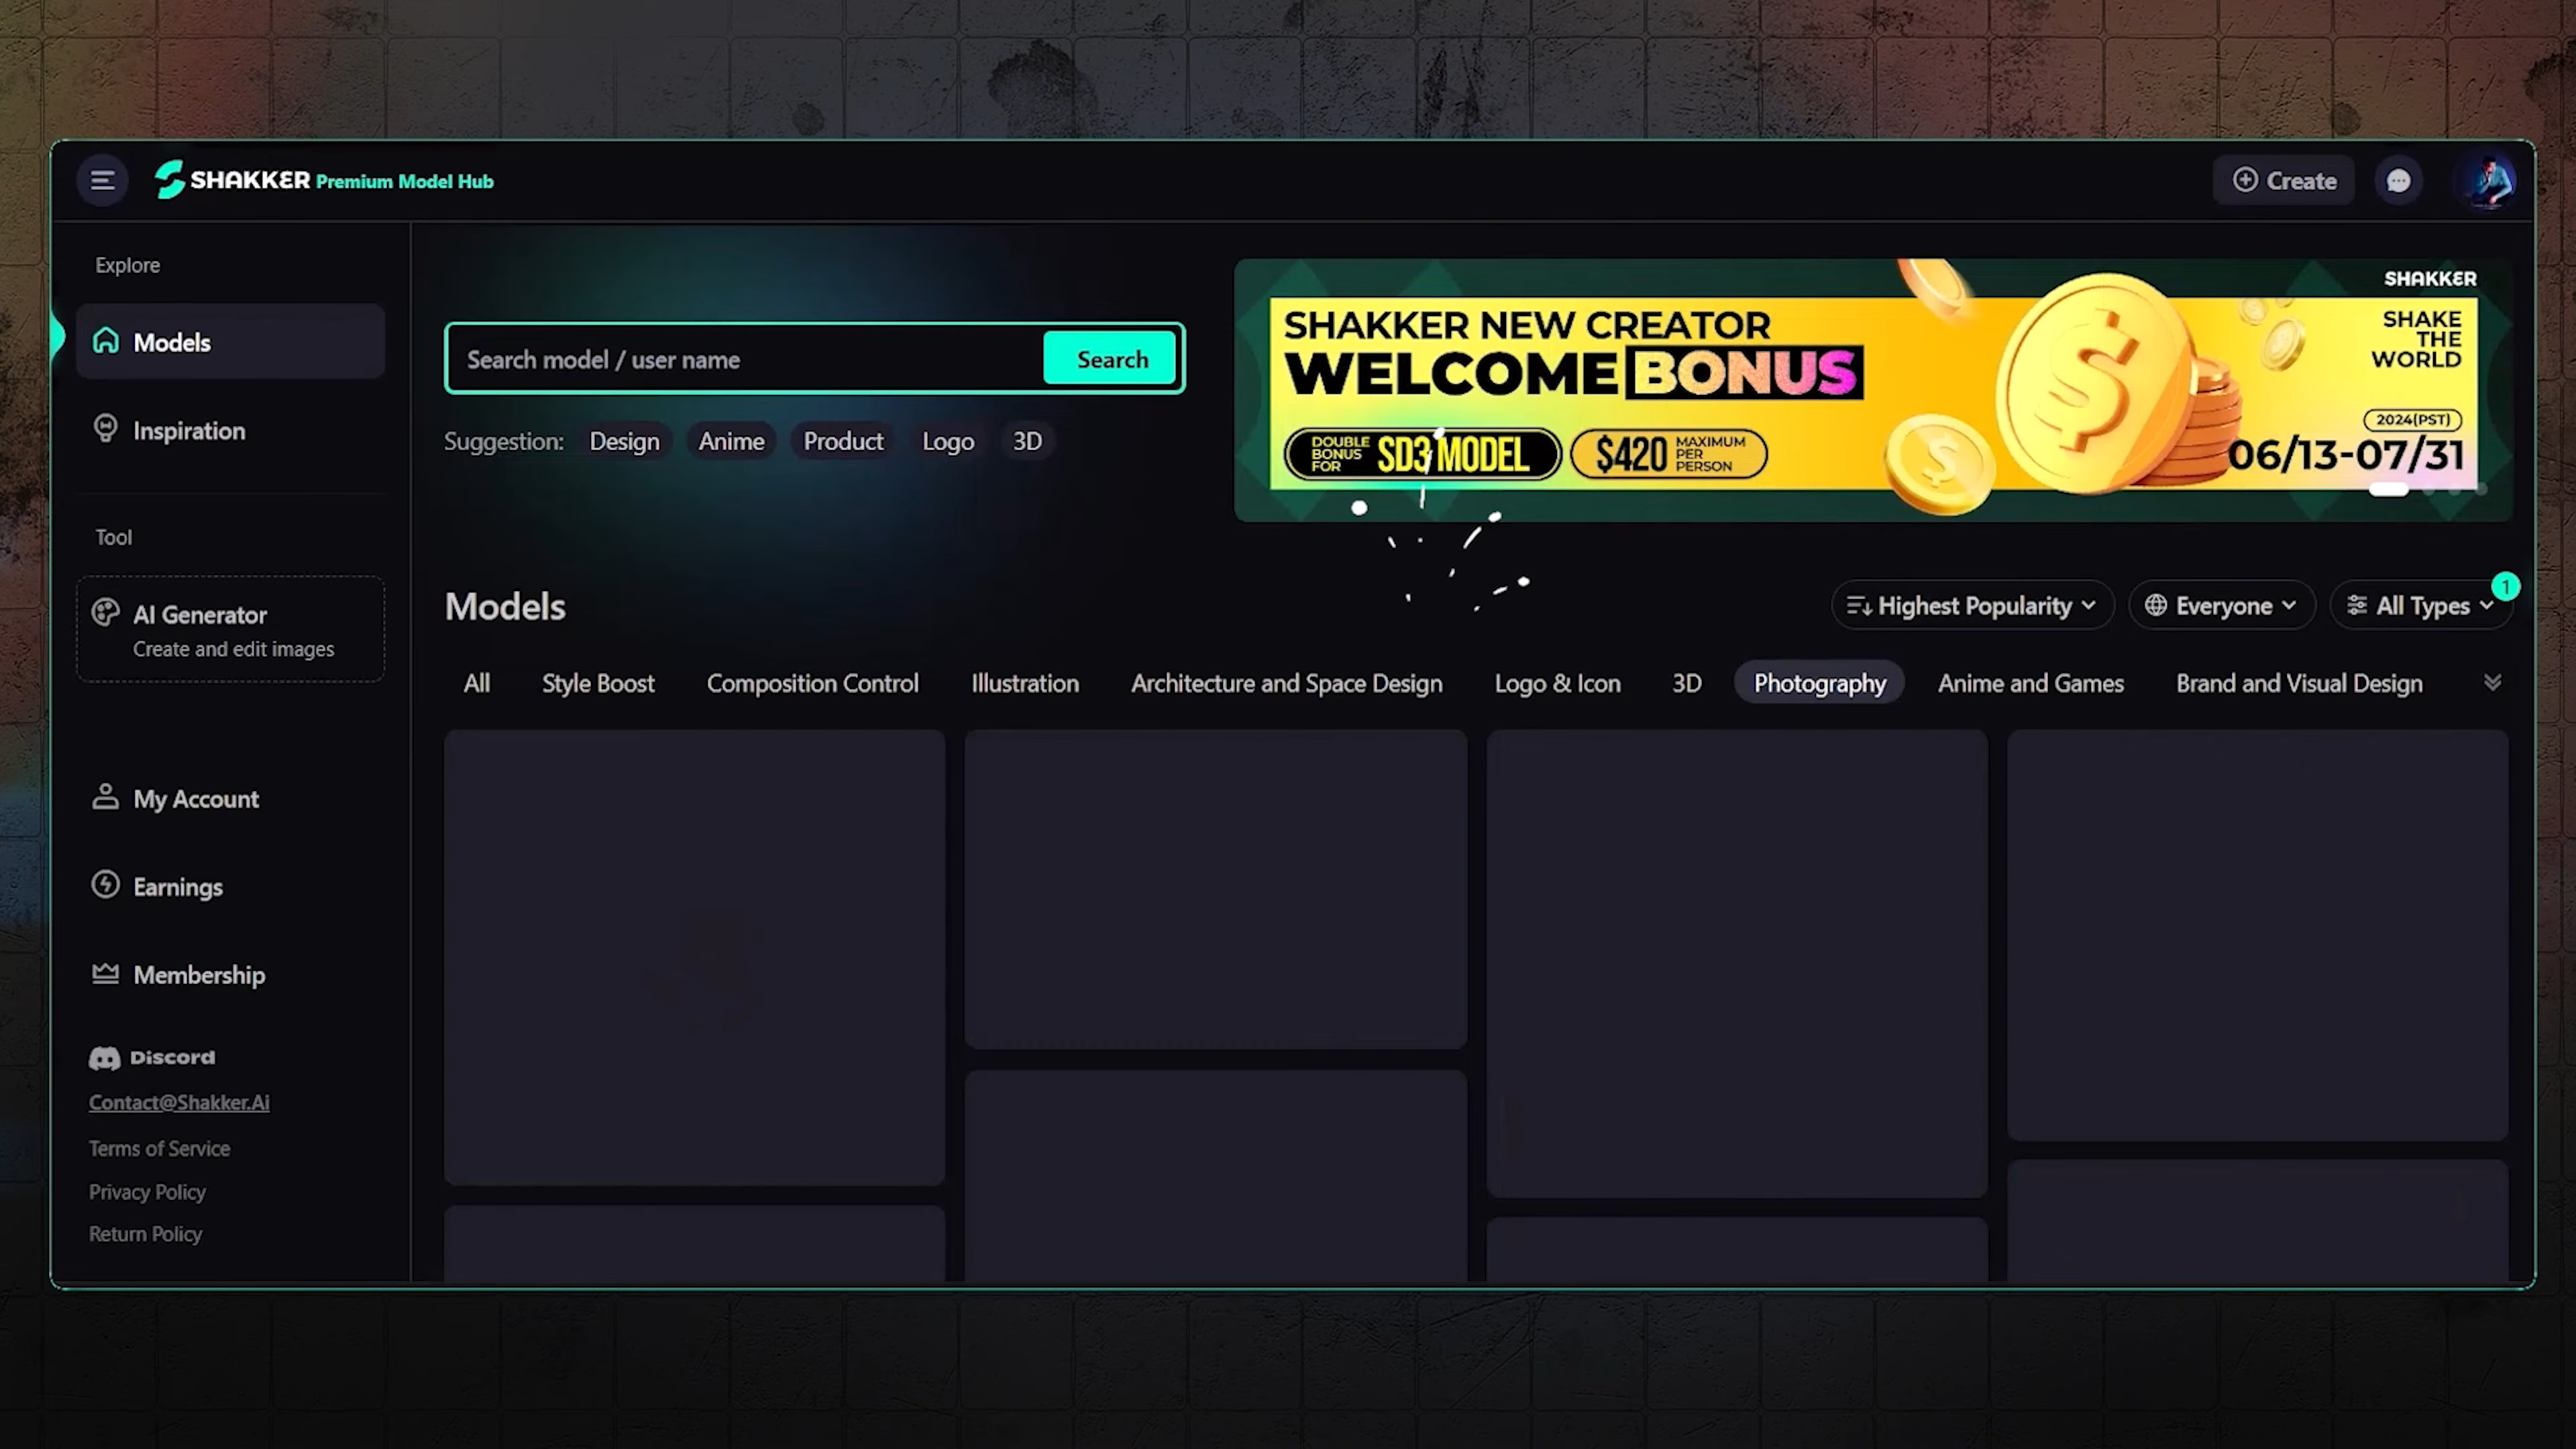 SHAKKER Premium Model Hub
Create
Explore
Models
Inspiration
Tool
AI Generator
Create and edit images
My Account
Earnings
Membership
Discord
Contact@Shakker.Ai
Terms of Service
Privacy Policy
Return Policy
Search model / user name
Search
Suggestion: Design Anime Product Logo 3D
SHAKKER
SHAKKER NEW CREATOR
WELCOME BONUS
DOUBLE
BONUS
FOR
SD3 MODEL
$420
MAXIMUM
PER
PERSON
SHAKE
THE
WORLD
2024(PST)
06/13-07/31
Models
Highest Popularity
Everyone
All Types
1
All Style Boost Composition Control Illustration Architecture and Space Design Logo & Icon 3D Photography Anime and Games Brand and Visual Design